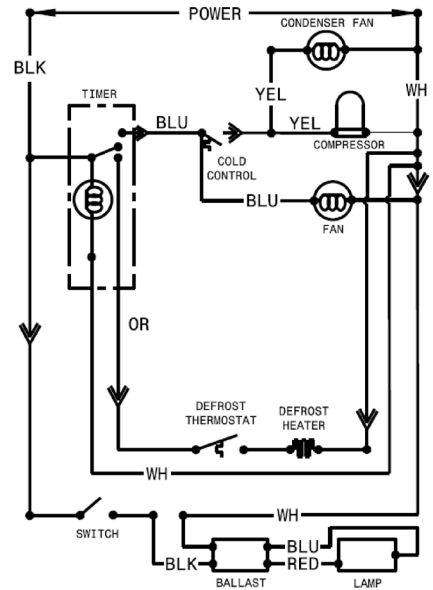 POWER
CONDENSER FAN
BLK
TIMER
YEL
WH
BLU
YEL
COMPRESSOR
COLD
CONTROL
BLU
FAN
OR
DEFROST
THERMOSTAT
DEFROST
HEATER
WH
SWITCH
WH
BLU
BLK
RED
BALLAST
LAMP